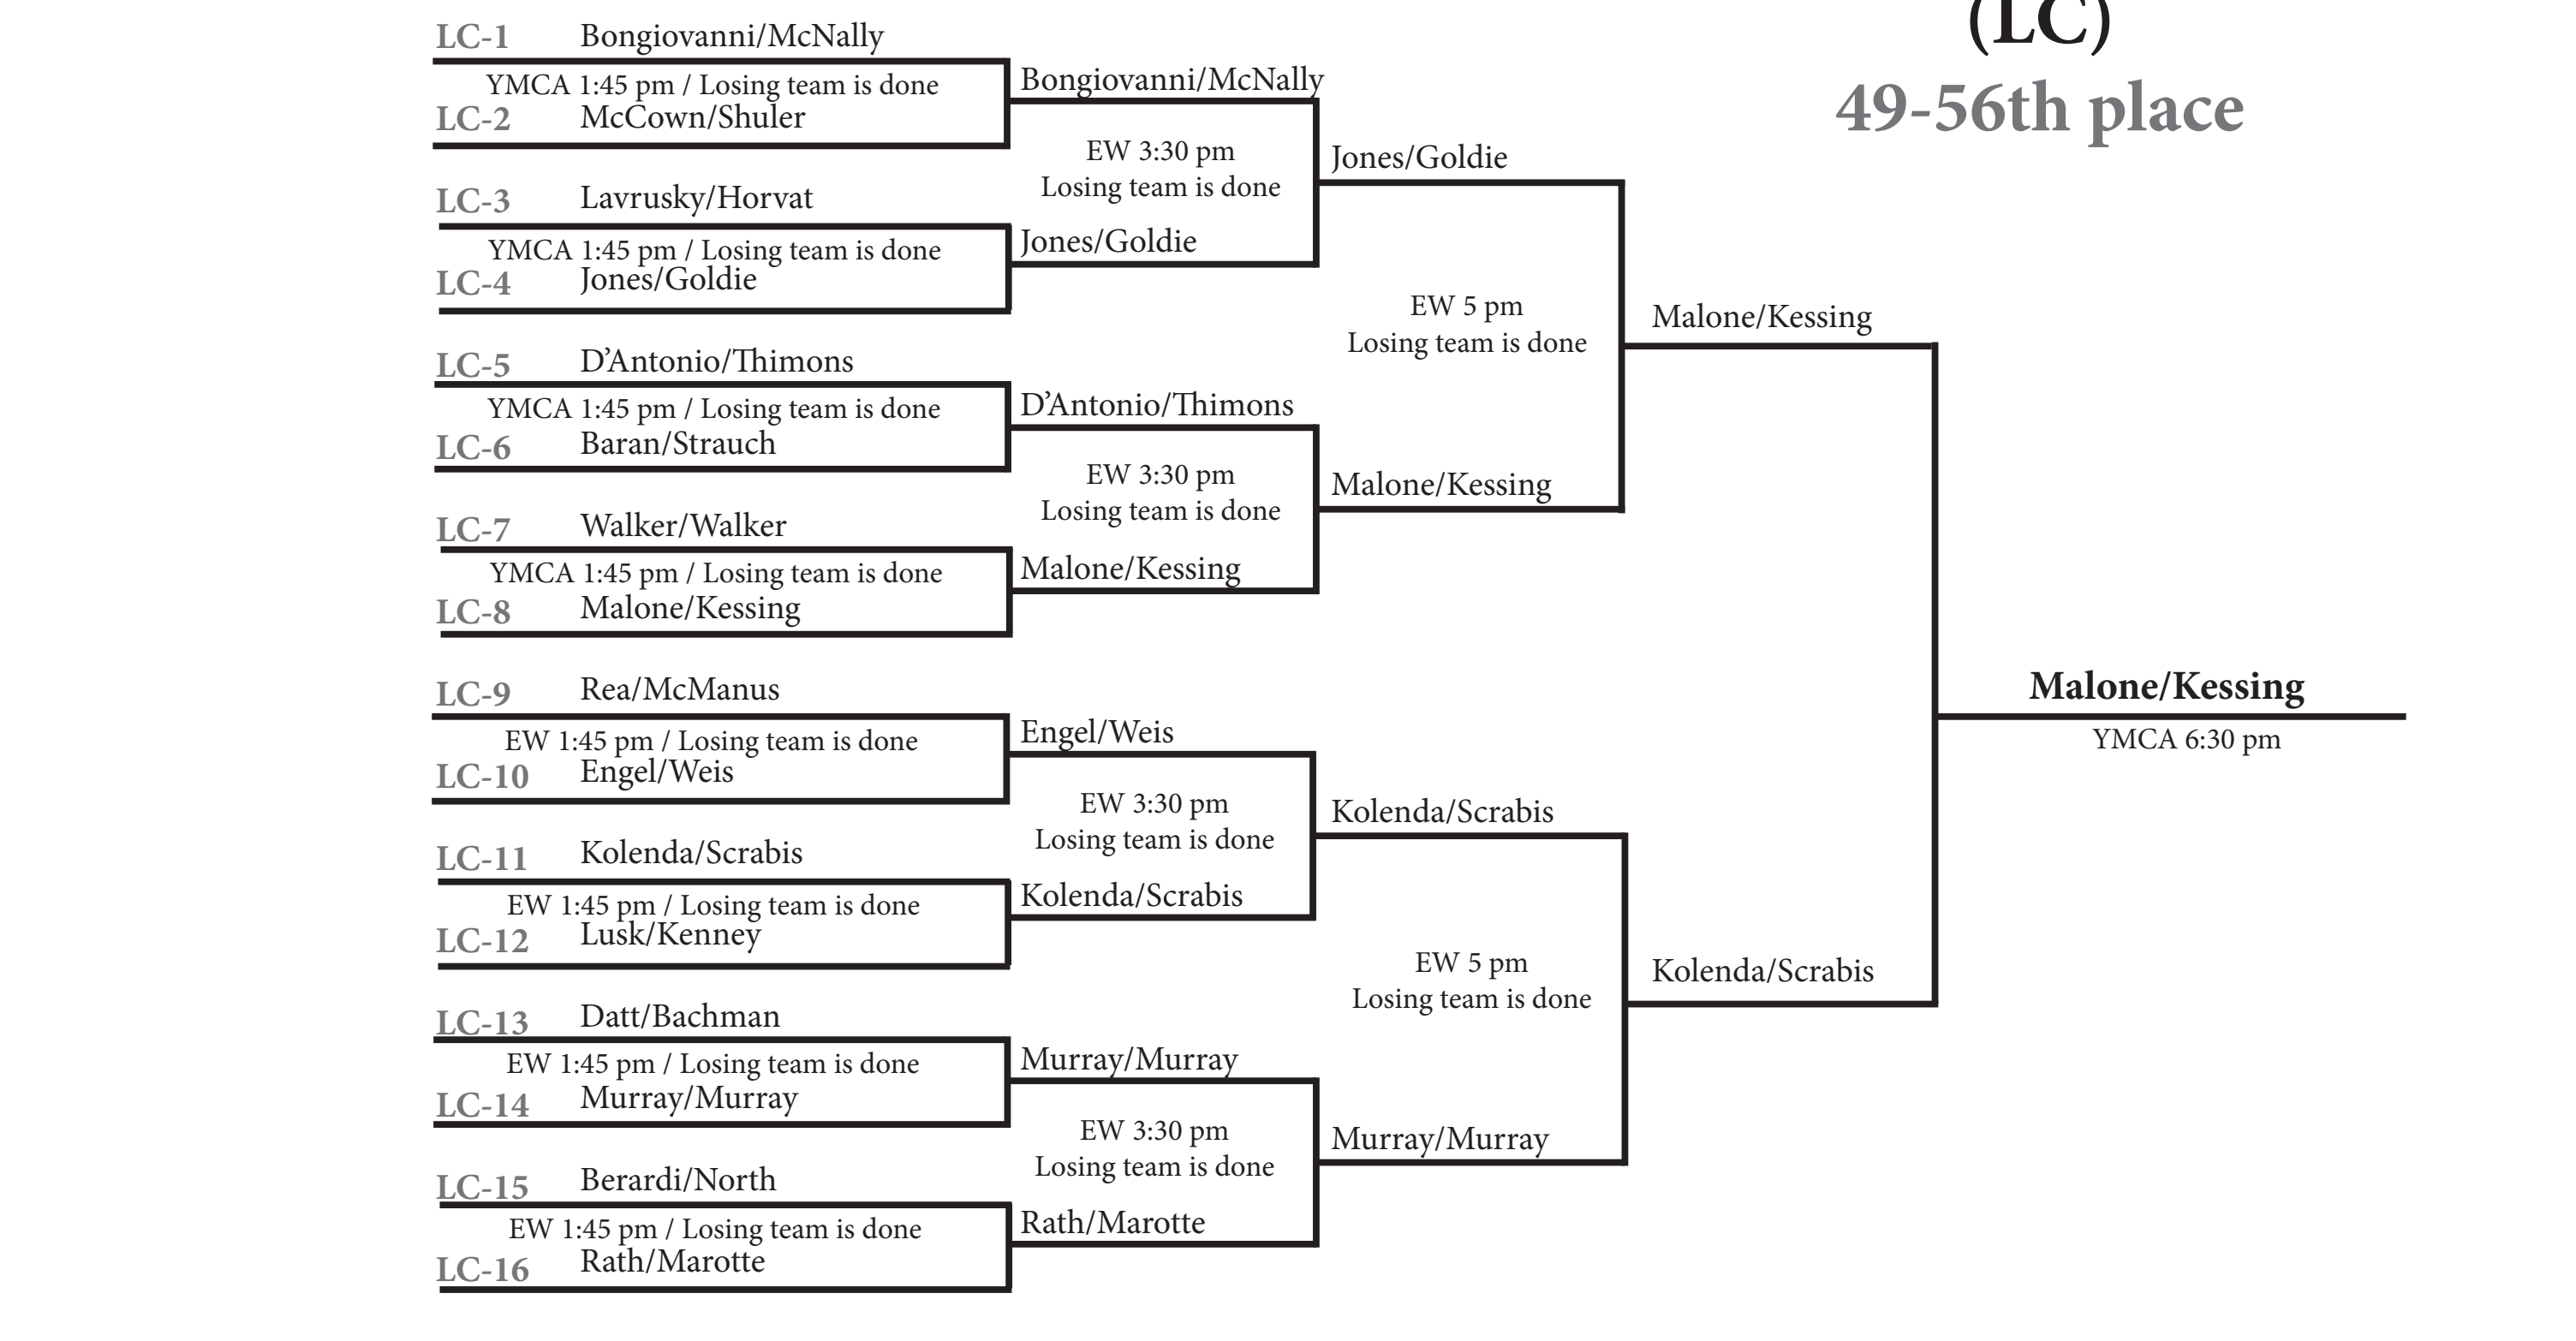 (LC)
49-56th place
LC-1 Bongiovanni/McNally
YMCA 1:45 pm / Losing team is done
LC-2 McCown/Shuler
LC-3 Lavrusky/Horvat
YMCA 1:45 pm / Losing team is done
LC-4 Jones/Goldie
LC-5 D’Antonio/Thimons
YMCA 1:45 pm / Losing team is done
LC-6 Baran/Strauch
LC-7 Walker/Walker
YMCA 1:45 pm / Losing team is done
LC-8 Malone/Kessing
LC-9 Rea/McManus
EW 1:45 pm / Losing team is done
LC-10 Engel/Weis
LC-11 Kolenda/Scrabis
EW 1:45 pm / Losing team is done
LC-12 Lusk/Kenney
LC-13 Datt/Bachman
EW 1:45 pm / Losing team is done
LC-14 Murray/Murray
LC-15 Berardi/North
EW 1:45 pm / Losing team is done
LC-16 Rath/Marotte
Bongiovanni/McNally
EW 3:30 pm
Losing team is done
Jones/Goldie
D’Antonio/Thimons
EW 3:30 pm
Losing team is done
Malone/Kessing
Engel/Weis
EW 3:30 pm
Losing team is done
Kolenda/Scrabis
Murray/Murray
EW 3:30 pm
Losing team is done
Rath/Marotte
Jones/Goldie
EW 5 pm
Losing team is done
Malone/Kessing
Kolenda/Scrabis
EW 5 pm
Losing team is done
Murray/Murray
Malone/Kessing
Kolenda/Scrabis
Malone/Kessing
YMCA 6:30 pm